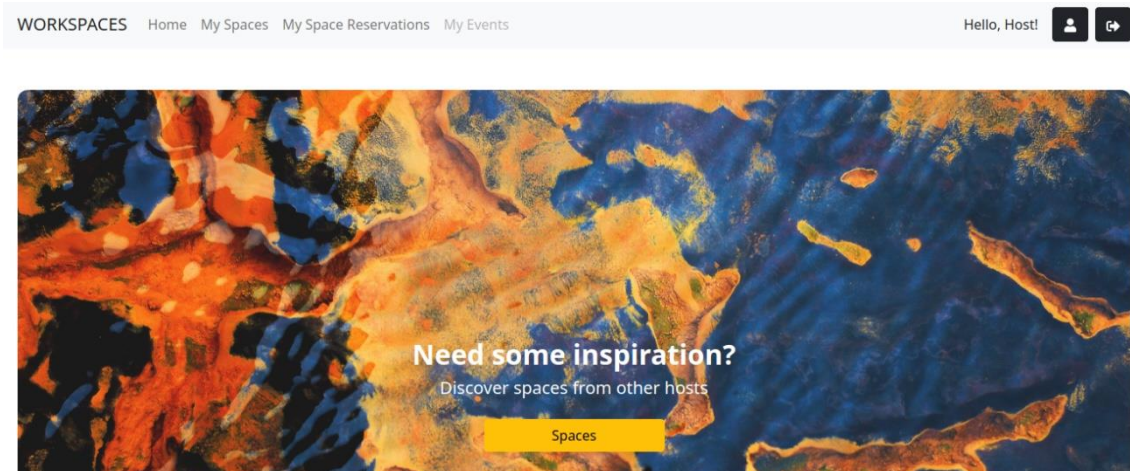 WORKSPACES Home My Spaces My Space Reservations My Events Hello, Host!
Need some inspiration?
Discover spaces from other hosts
Spaces